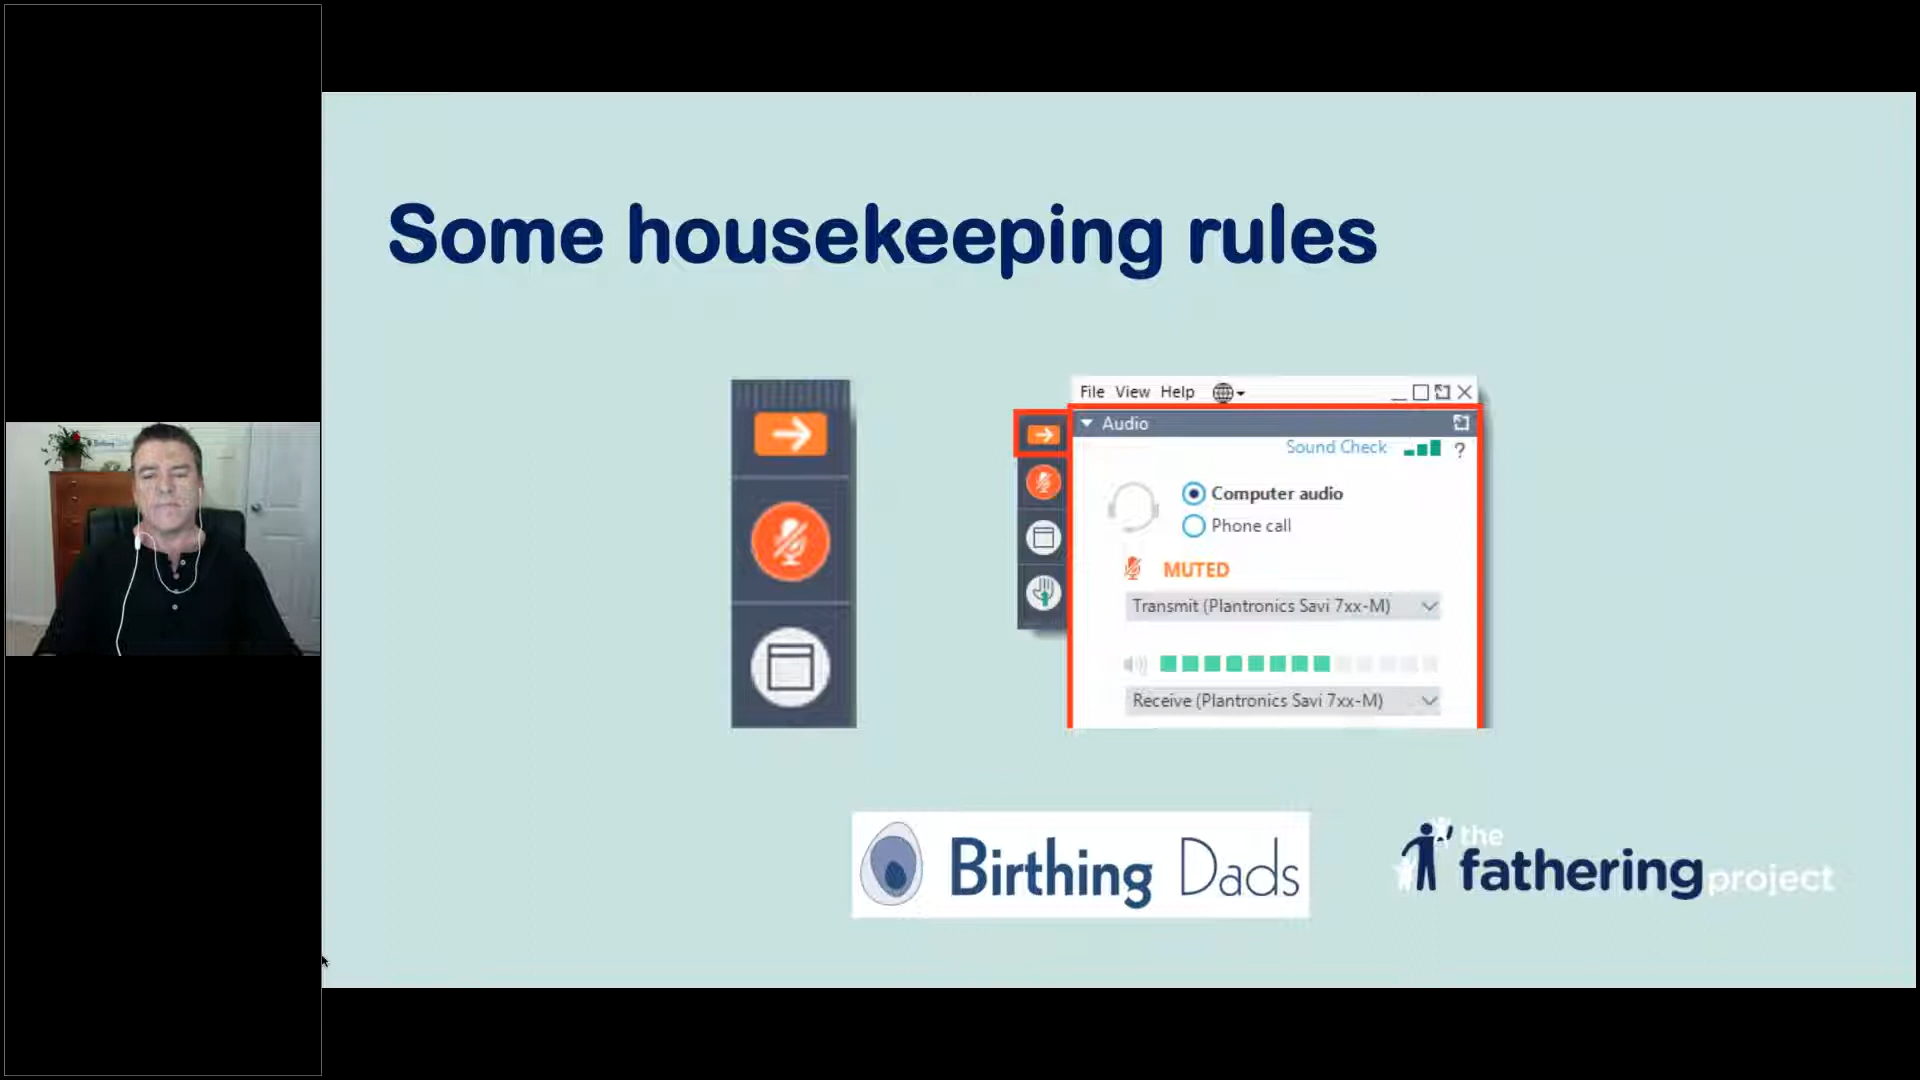 Some housekeeping rules
File View Help
Audio
Sound Check
?
Computer audio
Phone call
MUTED
Transmit (Plantronics Savi 7xx-M)
Receive (Plantronics Savi 7xx-M)
Birthing Dads
the
fathering project